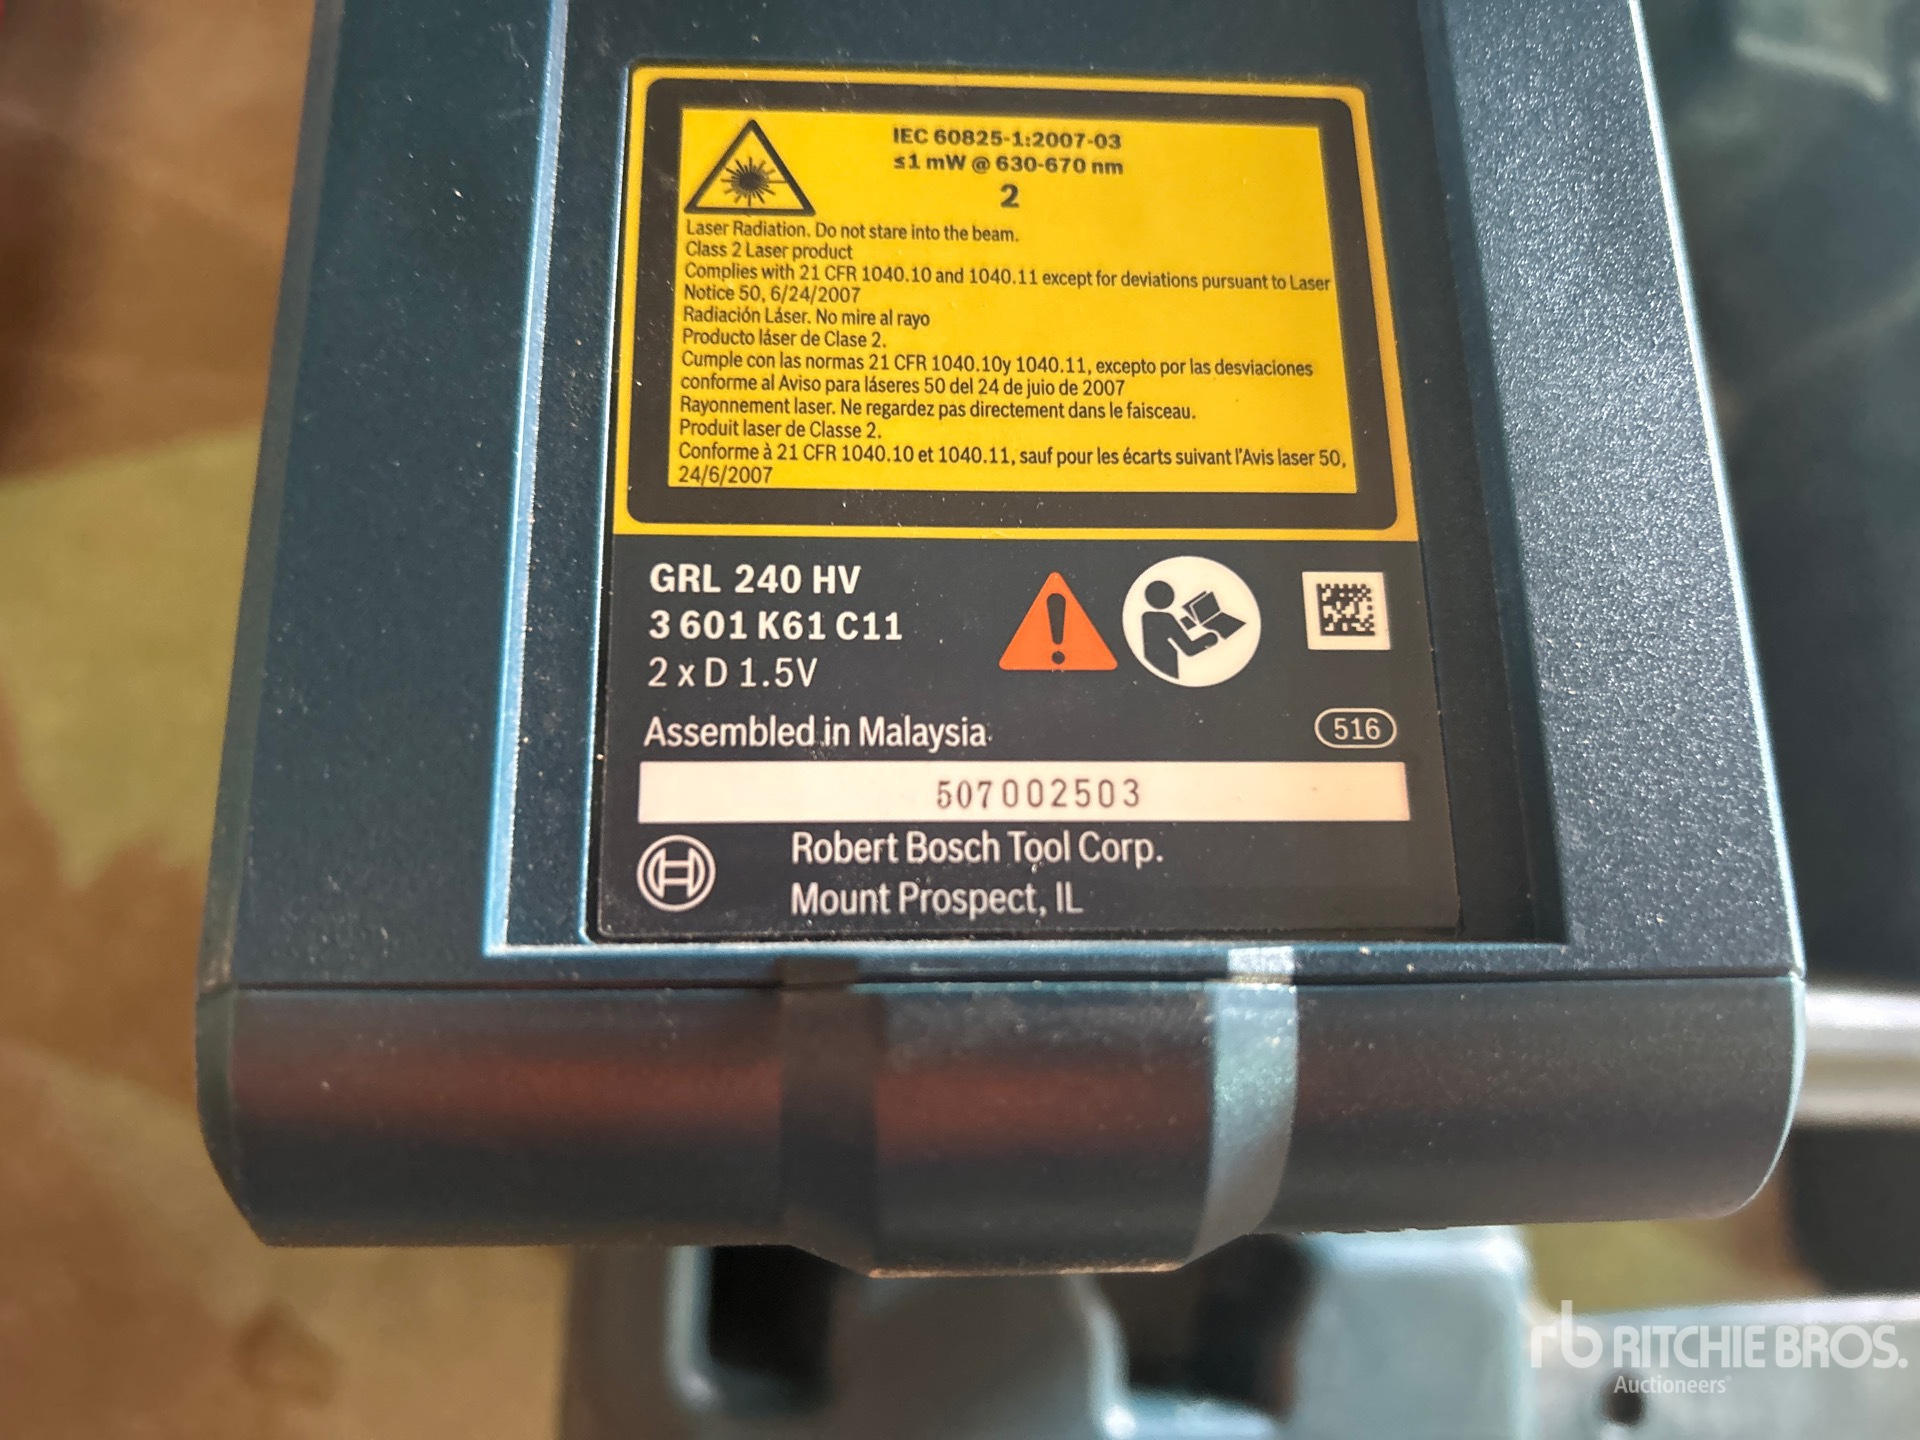 IEC 60825-1:2007-03
≤1 mW @ 630-670 nm
2
Laser Radiation. Do not stare into the beam.
Class 2 Laser product
Complies with 21 CFR 1040.10 and 1040.11 except for deviations pursuant to Laser
Notice 50, 6/24/2007
Radiación Láser. No mire al rayo
Producto láser de Clase 2.
Cumple con las normas 21 CFR 1040.10y 1040.11, excepto por las desviaciones
conforme al Aviso para láseres 50 del 24 de juio de 2007
Rayonnement laser. Ne regardez pas directement dans le faisceau.
Produit laser de Classe 2.
Conforme à 21 CFR 1040.10 et 1040.11, sauf pour les écarts suivant l'Avis laser 50,
24/6/2007
GRL 240 HV
3 601 K61 C11
2 x D 1.5V
Assembled in Malaysia
516
507002503
Robert Bosch Tool Corp.
Mount Prospect, IL
rb RITCHIE BROS.
Auctioneers